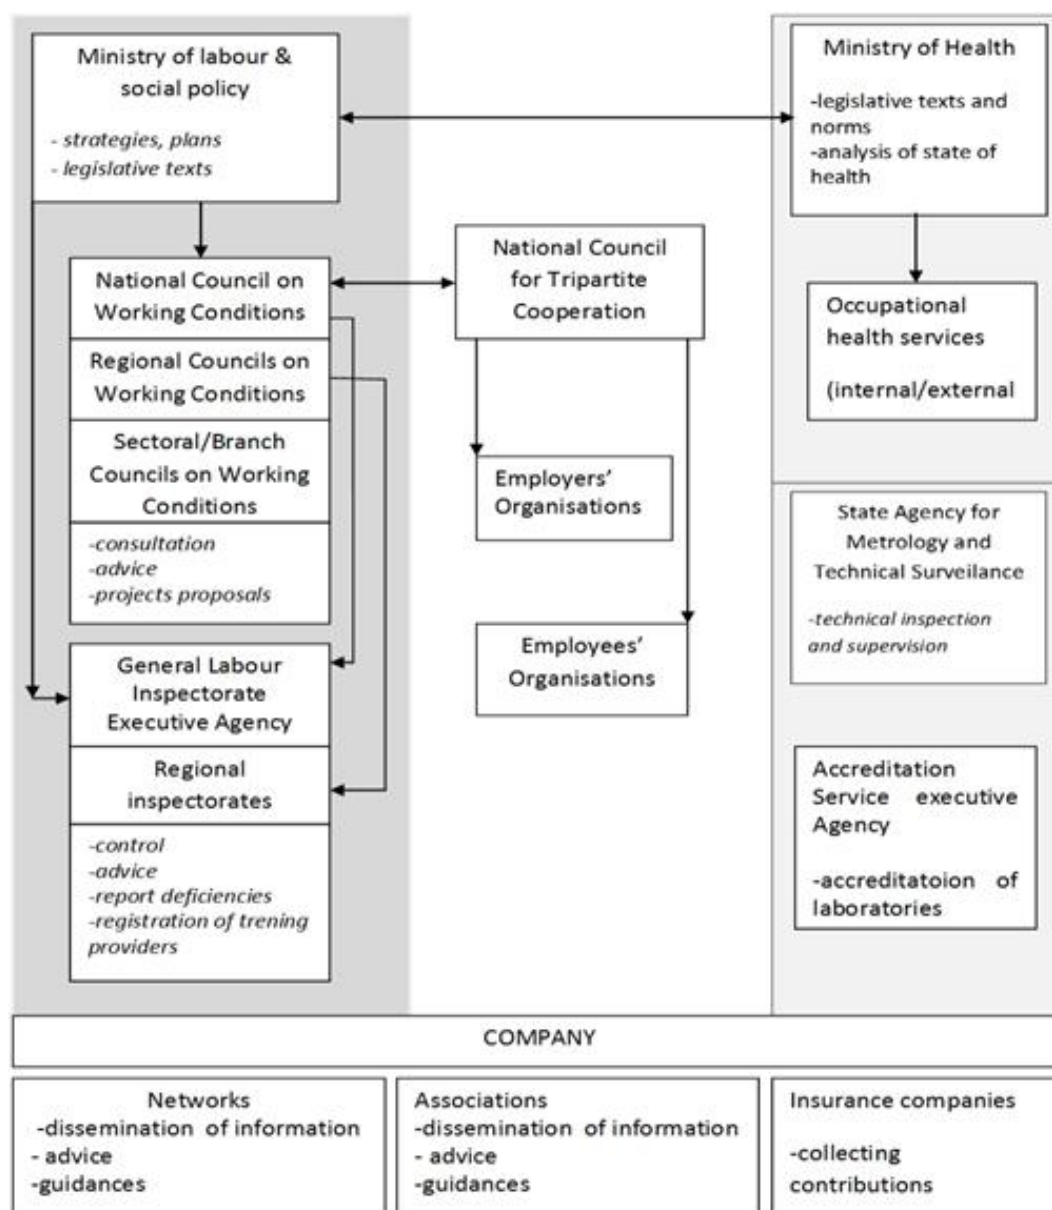 Ministry of labour &
social policy
- strategies, plans
- legislative texts
National Council on
Working Conditions
Regional Councils on
Working Conditions
Sectoral/Branch
Councils on Working
Conditions
-consultation
-advice
-projects proposals
General Labour
Inspectorate
Executive Agency
Regional
inspectorates
-control
-advice
-report deficiencies
-registration of trening
providers
National Council
for Tripartite
Cooperation
Employers’
Organisations
Employees’
Organisations
Ministry of Health
-legislative texts and
norms
-analysis of state of
health
Occupational
health services
(internal/external
State Agency for
Metrology and
Technical Surveilance
-technical inspection
and supervision
Accreditation
Service executive
Agency
-accreditatoion of
laboratories
COMPANY
Networks
-dissemination of information
- advice
-guidances
Associations
-dissemination of information
- advice
-guidances
Insurance companies
-collecting
contributions